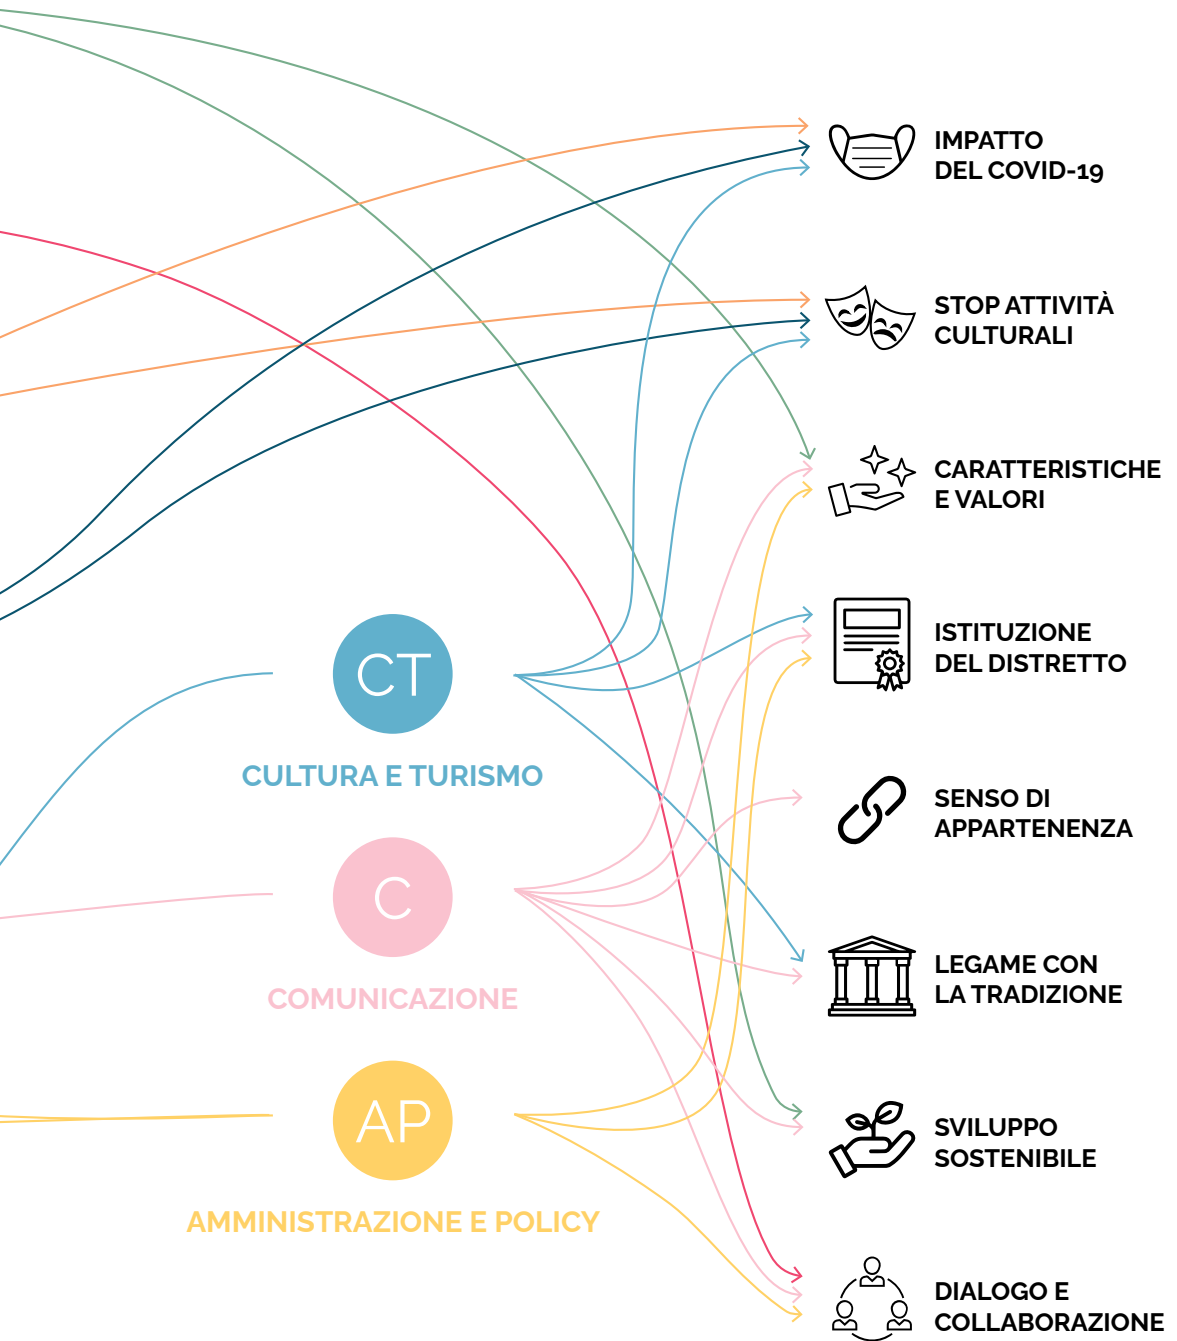 IMPATTO
DEL COVID-19
STOP ATTIVITÀ
CULTURALI
CARATTERISTICHE
E VALORI
ISTITUZIONE
DEL DISTRETTO
CT
CULTURA E TURISMO
SENSO DI
APPARTENENZA
C
COMUNICAZIONE
LEGAME CON
LA TRADIZIONE
AP
AMMINISTRAZIONE E POLICY
SVILUPPO
SOSTENIBILE
DIALOGO E
COLLABORAZIONE